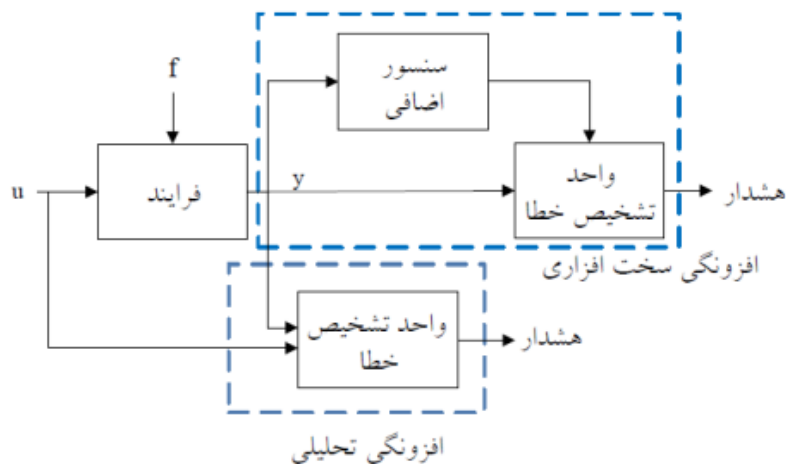 سنسور
اضافی
f
u
فرایند
y
واحد
تشخیص خطا
هشدار
افزونگی سخت افزاری
واحد تشخیص
خطا
هشدار
افزونگی تحلیلی